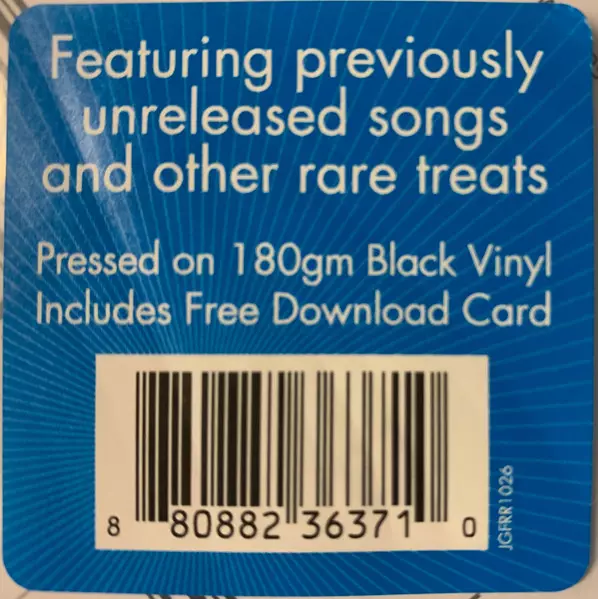 Featuring previously
unreleased songs
and other rare treats
Pressed on 180gm Black Vinyl
Includes Free Download Card
8 80882 36371 0
JGFRR1026